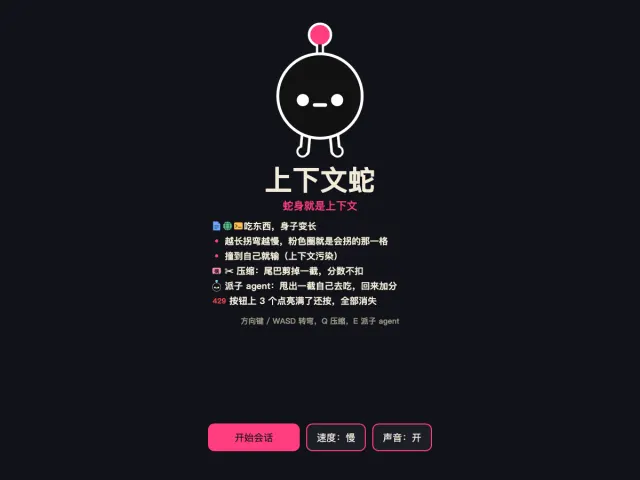 上下文蛇
蛇身就是上下文
吃东西，身子变长
越长拐弯越慢，粉色圈就是会拐的那一格
撞到自己就输（上下文污染）
压缩：尾巴剪掉一截，分数不扣
派子 agent：甩出一截自己去吃，回来加分
429 按钮上 3 个点亮满了还按，全部消失
方向键 / WASD 转弯，Q 压缩，E 派子 agent
开始会话 速度：慢 声音：开